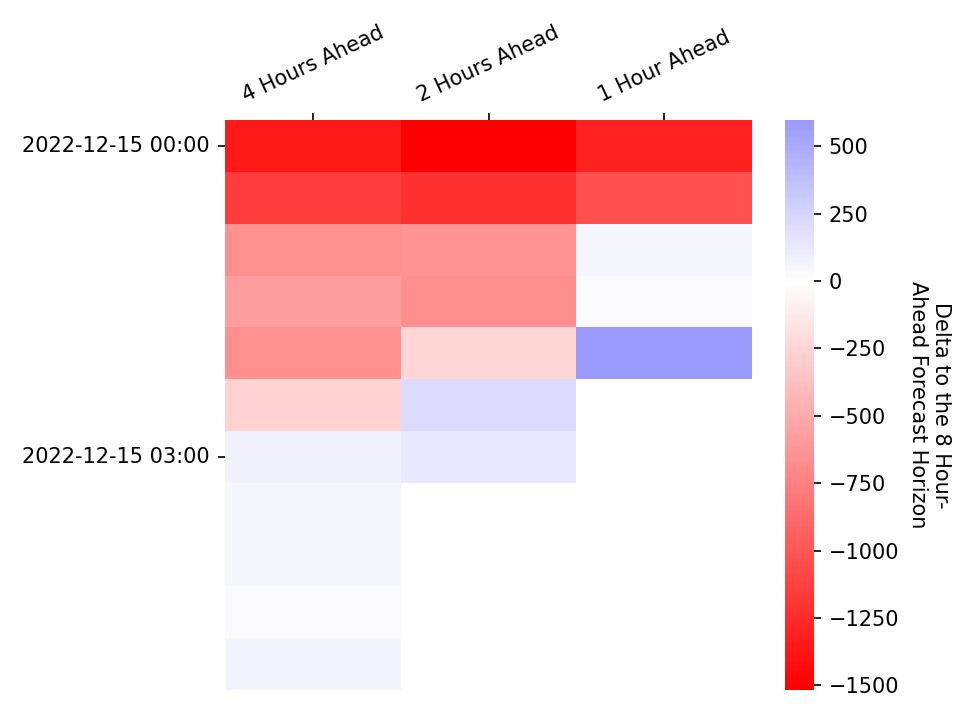 4 Hours Ahead
2 Hours Ahead
1 Hour Ahead
2022-12-15 00:00
2022-12-15 03:00
500
250
0
−250
−500
−750
−1000
−1250
−1500
Delta to the 8 Hour-
Ahead Forecast Horizon